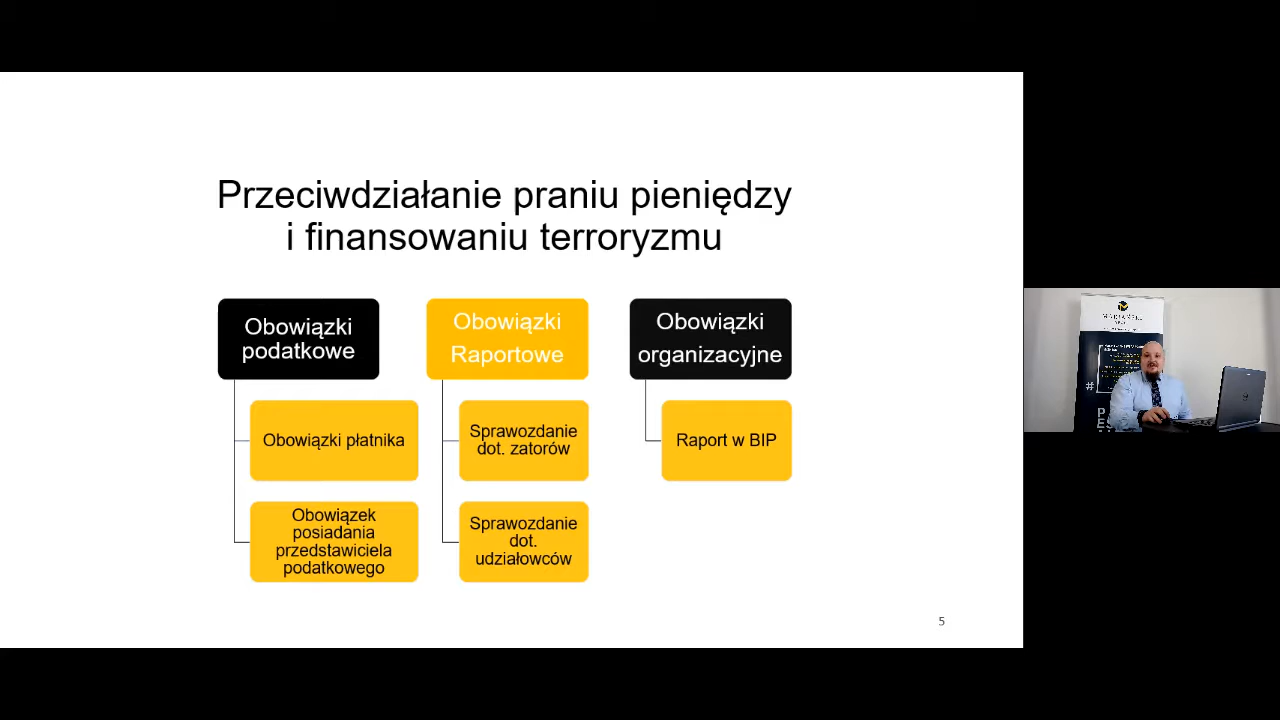 Przeciwdziałanie praniu pieniędzy
i finansowaniu terroryzmu
Obowiązki
podatkowe
Obowiązki płatnika
Obowiązek
posiadania
przedstawiciela
podatkowego
Obowiązki
Raportowe
Sprawozdanie
dot. zatorów
Sprawozdanie
dot.
udziałowców
Obowiązki
organizacyjne
Raport w BIP
5
#